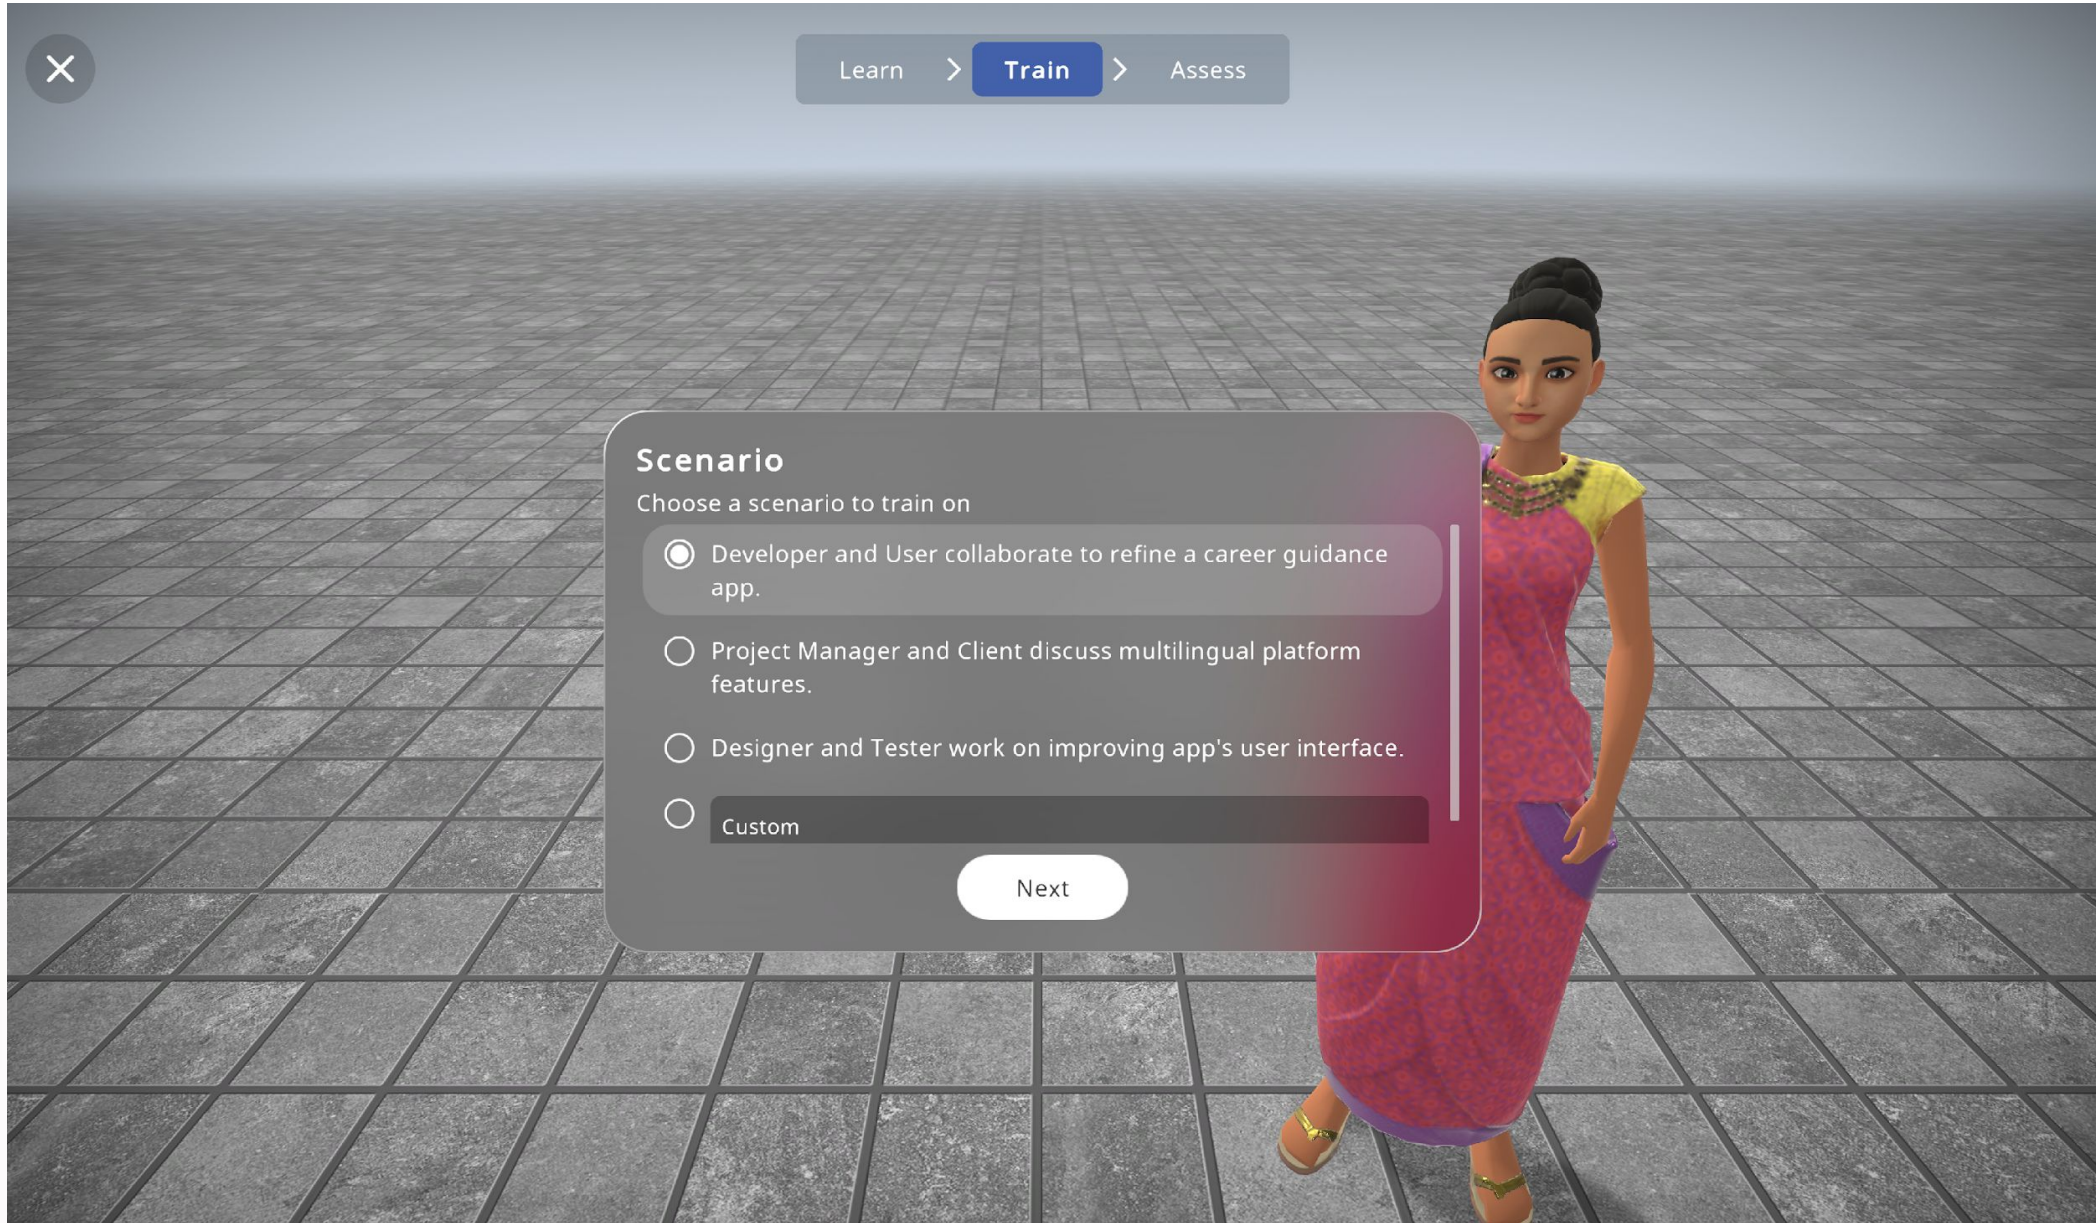 Learn > Train > Assess
Scenario
Choose a scenario to train on
Developer and User collaborate to refine a career guidance
app.
Project Manager and Client discuss multilingual platform
features.
Designer and Tester work on improving app's user interface.
Custom
Next